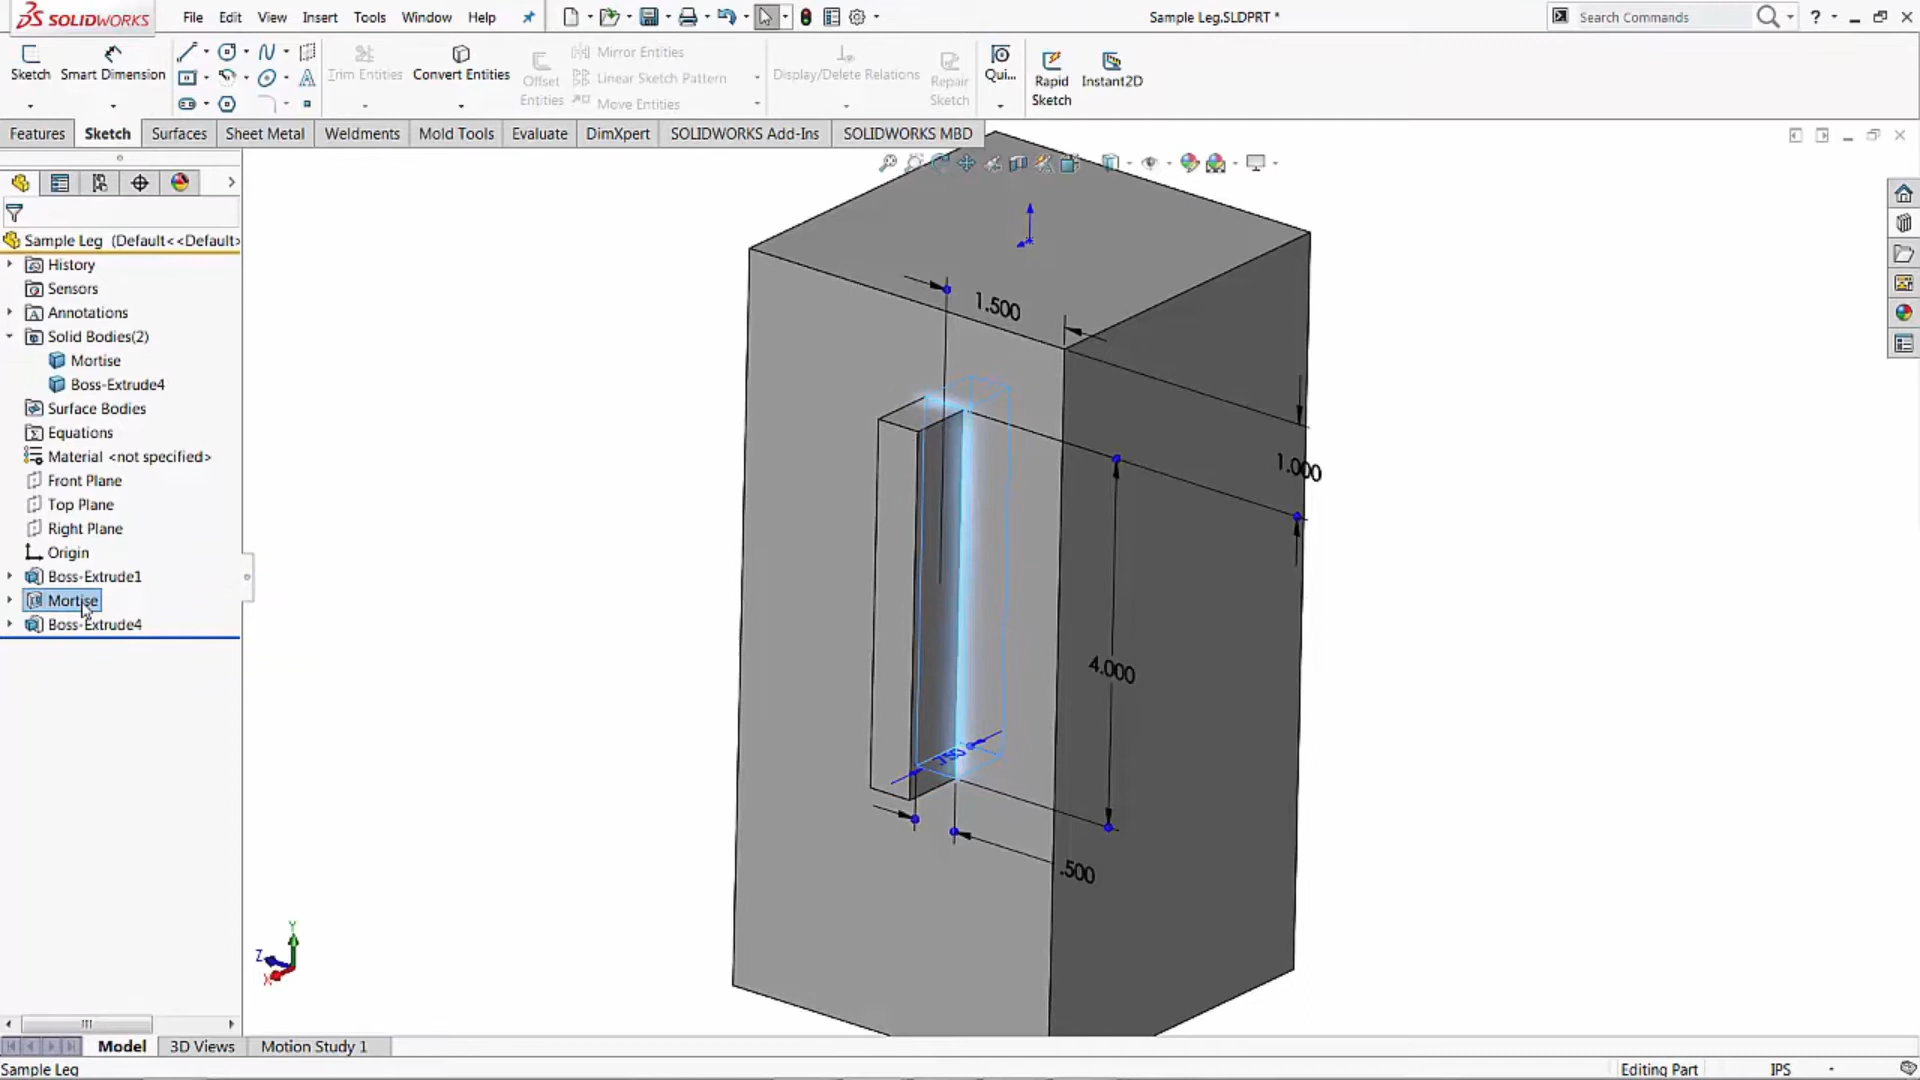 SOLIDWORKS File Edit View Insert Tools Window Help Sample Leg.SLDPRT * Search Commands ?
Sketch Smart Dimension Trim Entities Convert Entities Offset Entities Mirror Entities Linear Sketch Pattern Move Entities Display/Delete Relations Repair Sketch Qui... Rapid Sketch Instant2D
Features Sketch Surfaces Sheet Metal Weldments Mold Tools Evaluate DimXpert SOLIDWORKS Add-Ins SOLIDWORKS MBD
Sample Leg (Default<<Default>
History
Sensors
Annotations
Solid Bodies(2)
Mortise
Boss-Extrude4
Surface Bodies
Equations
Material <not specified>
Front Plane
Top Plane
Right Plane
Origin
Boss-Extrude1
Mortise
Boss-Extrude4
1.500
1.000
4.000
.750
.500
Y
Z
X
Model 3D Views Motion Study 1
Sample Leg Editing Part IPS